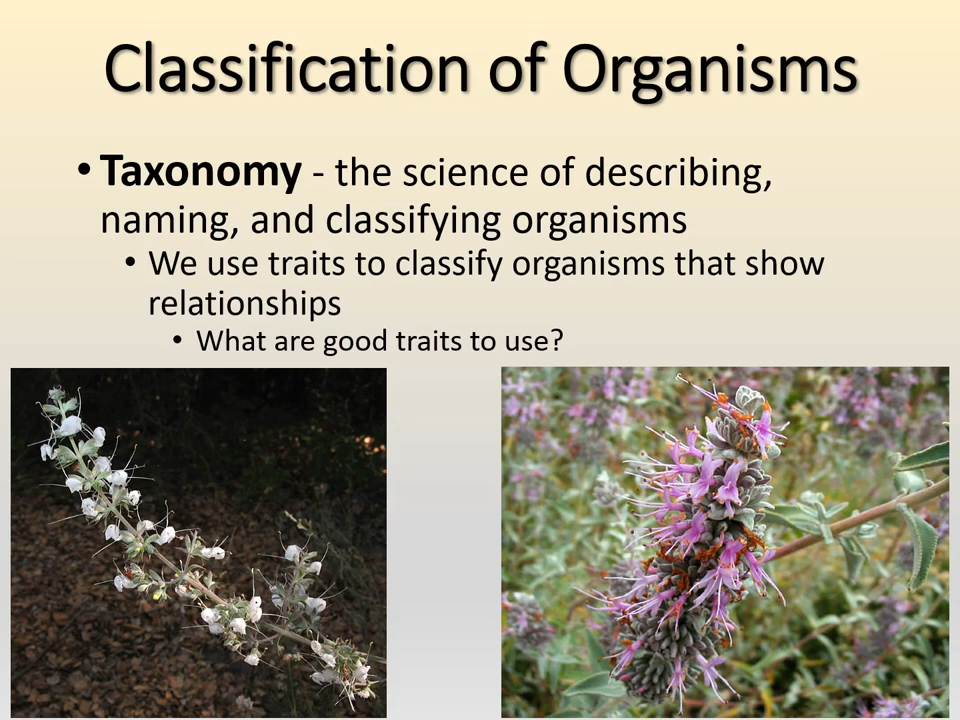 Classification of Organisms
• Taxonomy - the science of describing,
naming, and classifying organisms
• We use traits to classify organisms that show
relationships
• What are good traits to use?